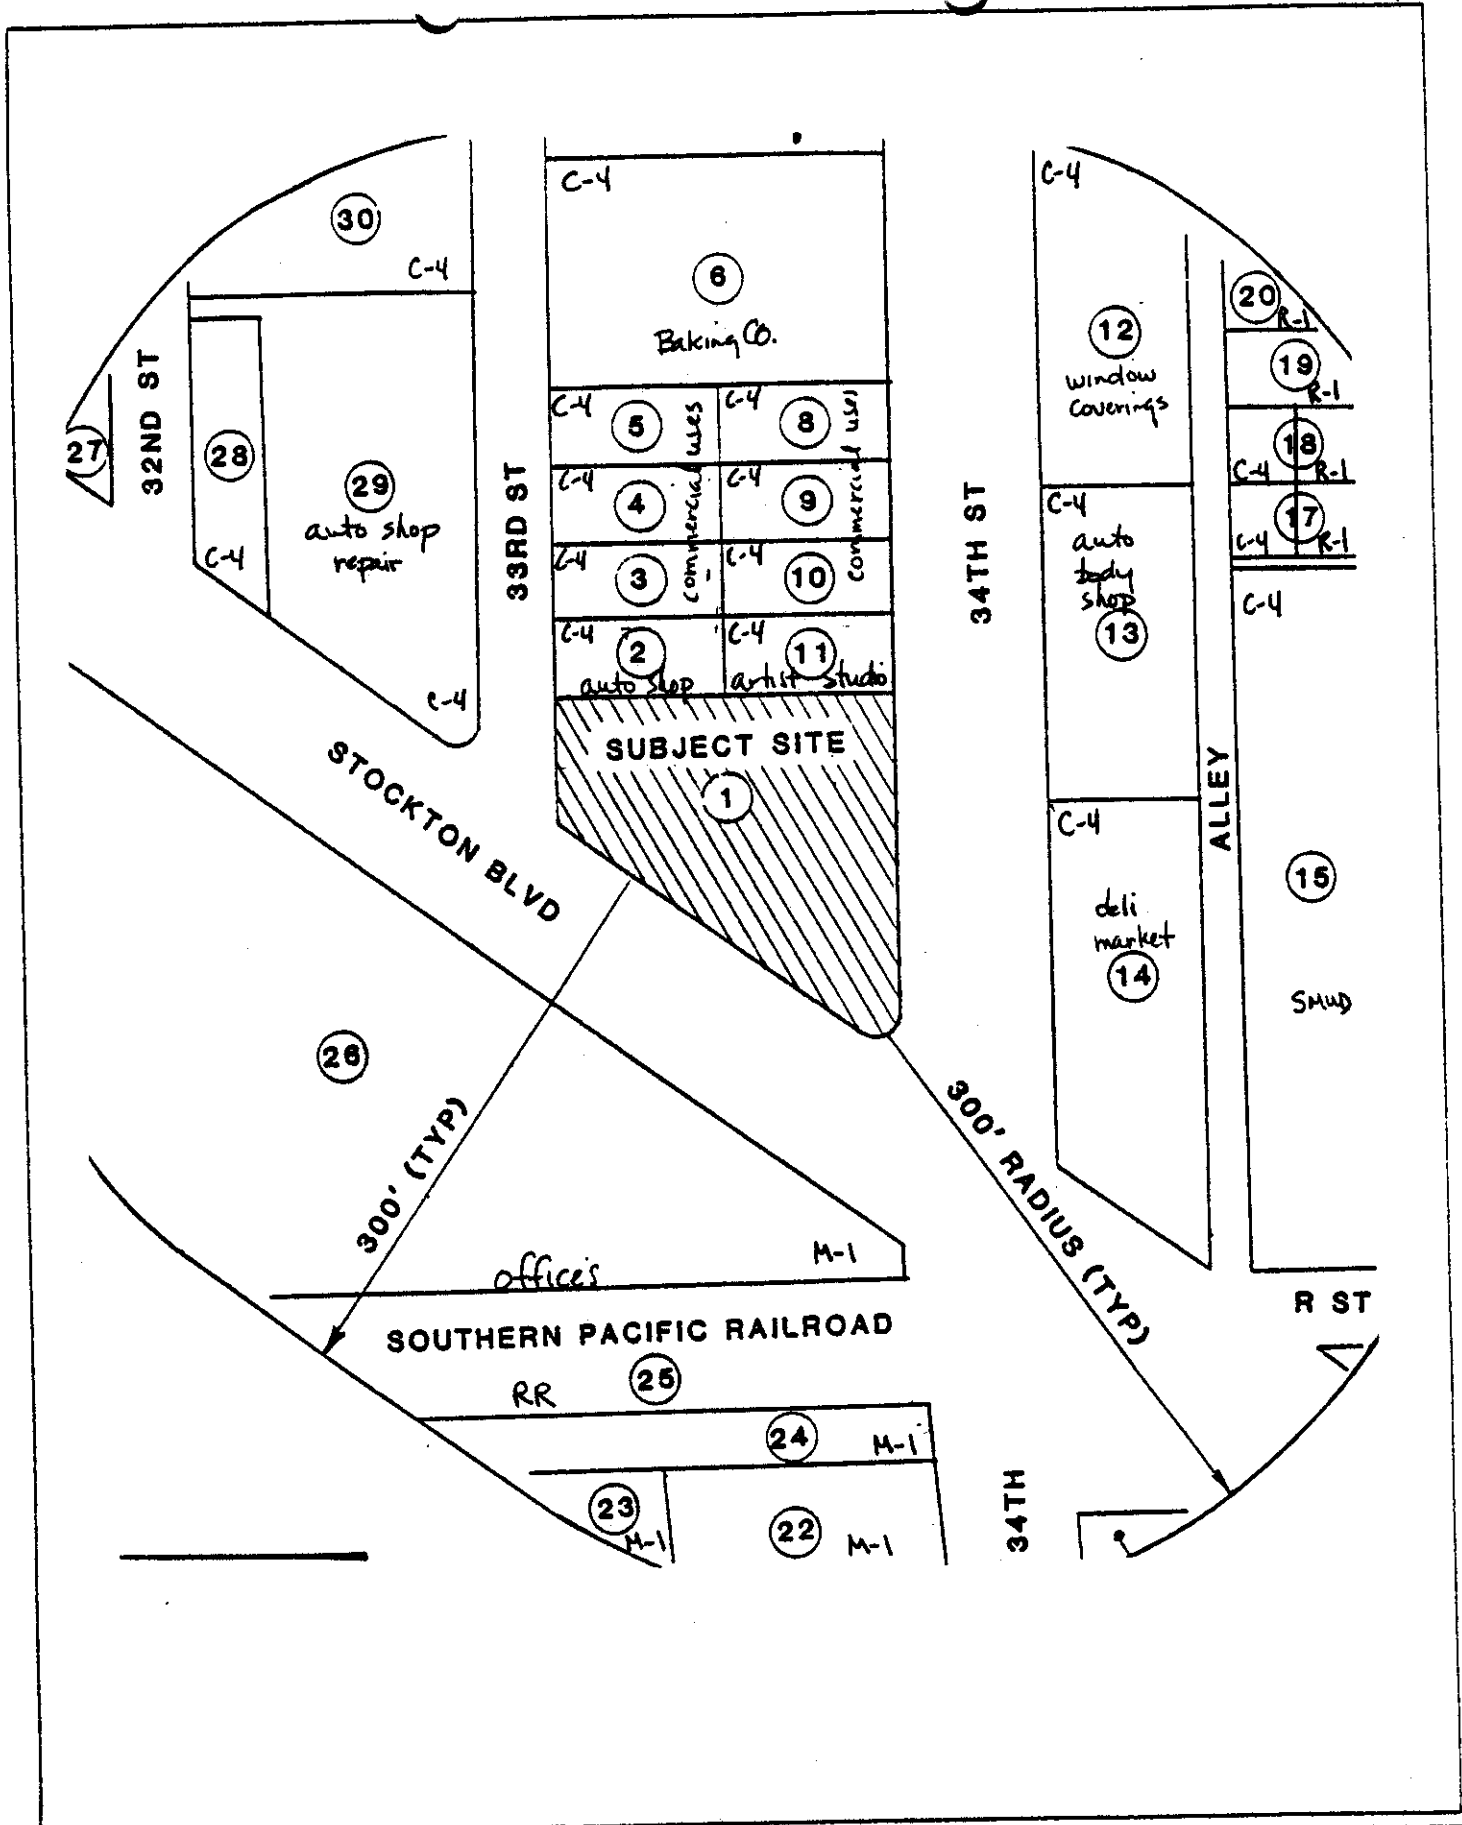 C-4
C-4
30
C-4
6
Baking Co.
20
R-1
12
window
coverings
19
R-1
32ND ST
27
28
C-4
29
auto shop
repair
C-4
33RD ST
C-4
5
commercial uses
C-4
8
commercial uses
C-4
4
C-4
9
C-4
3
C-4
10
C-4
2
auto shop
C-4
11
artist studio
34TH ST
18
C-4
R-1
17
C-4
R-1
C-4
auto
body
shop
13
C-4
SUBJECT SITE
1
STOCKTON BLVD
C-4
ALLEY
15
deli
market
14
SMUD
26
300' (TYP)
300' RADIUS (TYP)
M-1
offices
R ST
SOUTHERN PACIFIC RAILROAD
25
RR
24
M-1
23
M-1
22
M-1
34TH